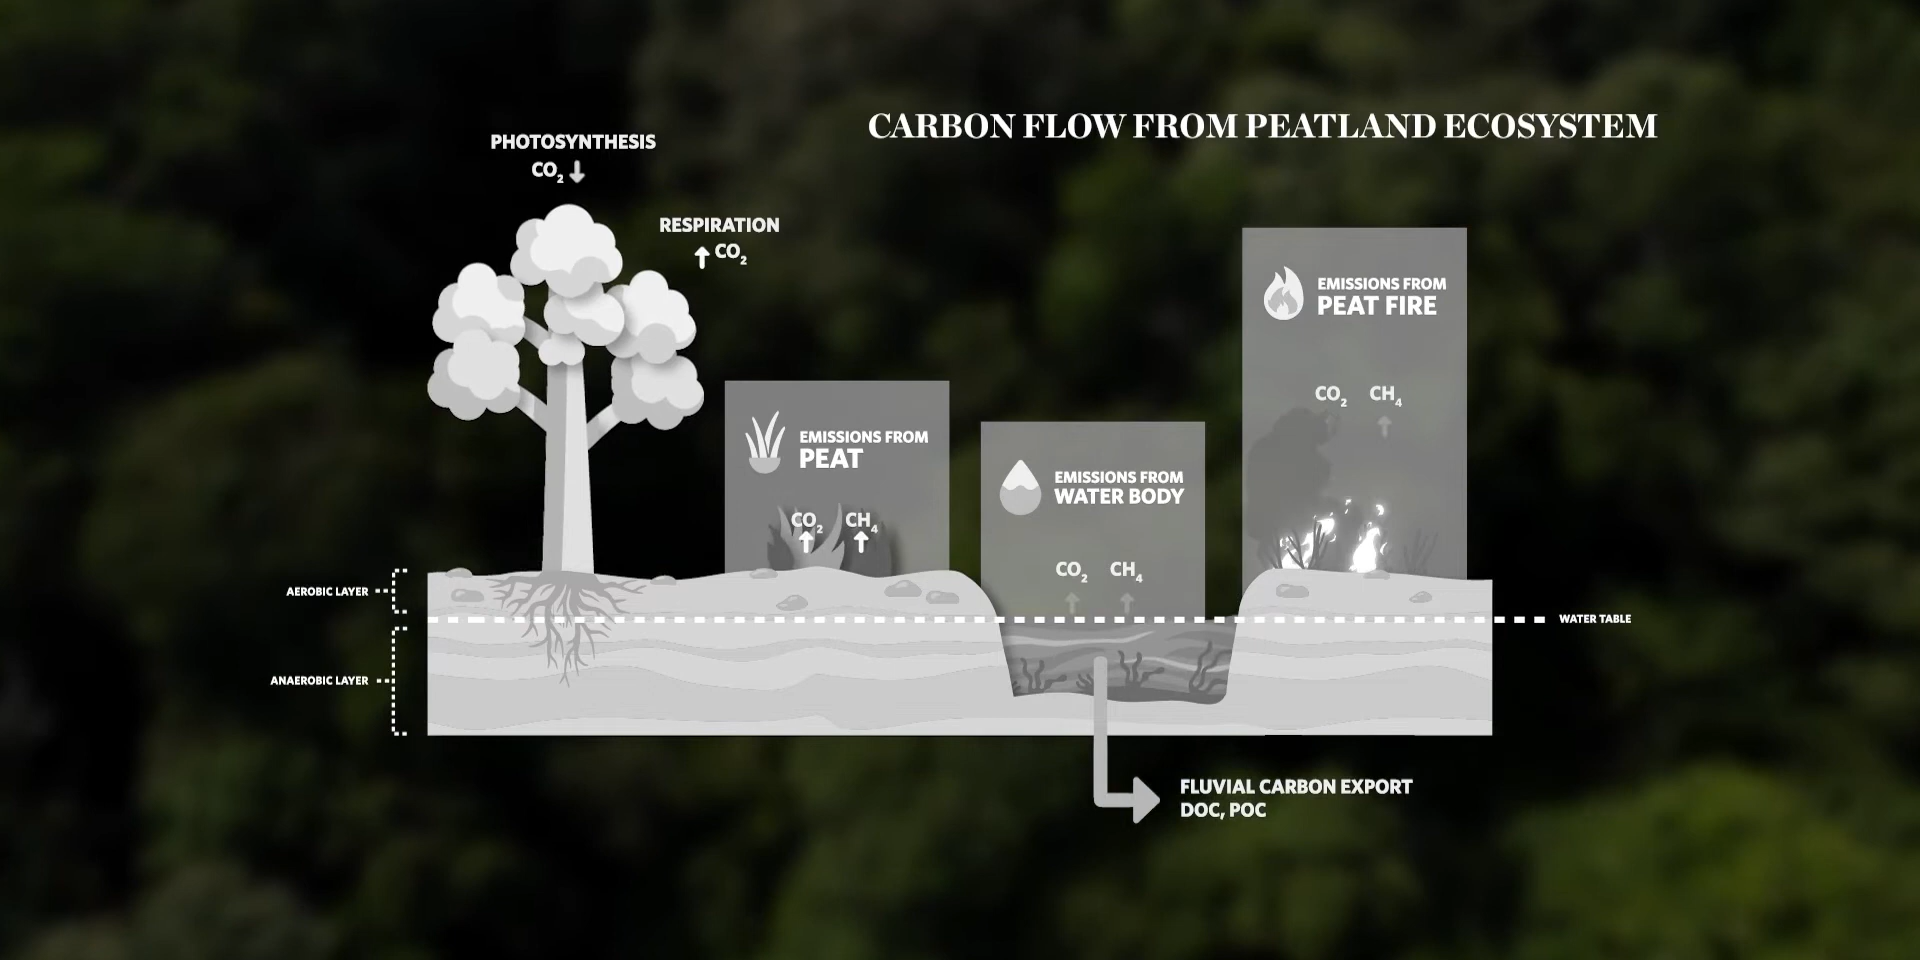 CARBON FLOW FROM PEATLAND ECOSYSTEM
PHOTOSYNTHESIS
CO₂
RESPIRATION
CO₂
EMISSIONS FROM
PEAT FIRE
CO₂ CH₄
EMISSIONS FROM
PEAT
CO₂ CH₄
EMISSIONS FROM
WATER BODY
CO₂ CH₄
AEROBIC LAYER
WATER TABLE
ANAEROBIC LAYER
FLUVIAL CARBON EXPORT
DOC, POC